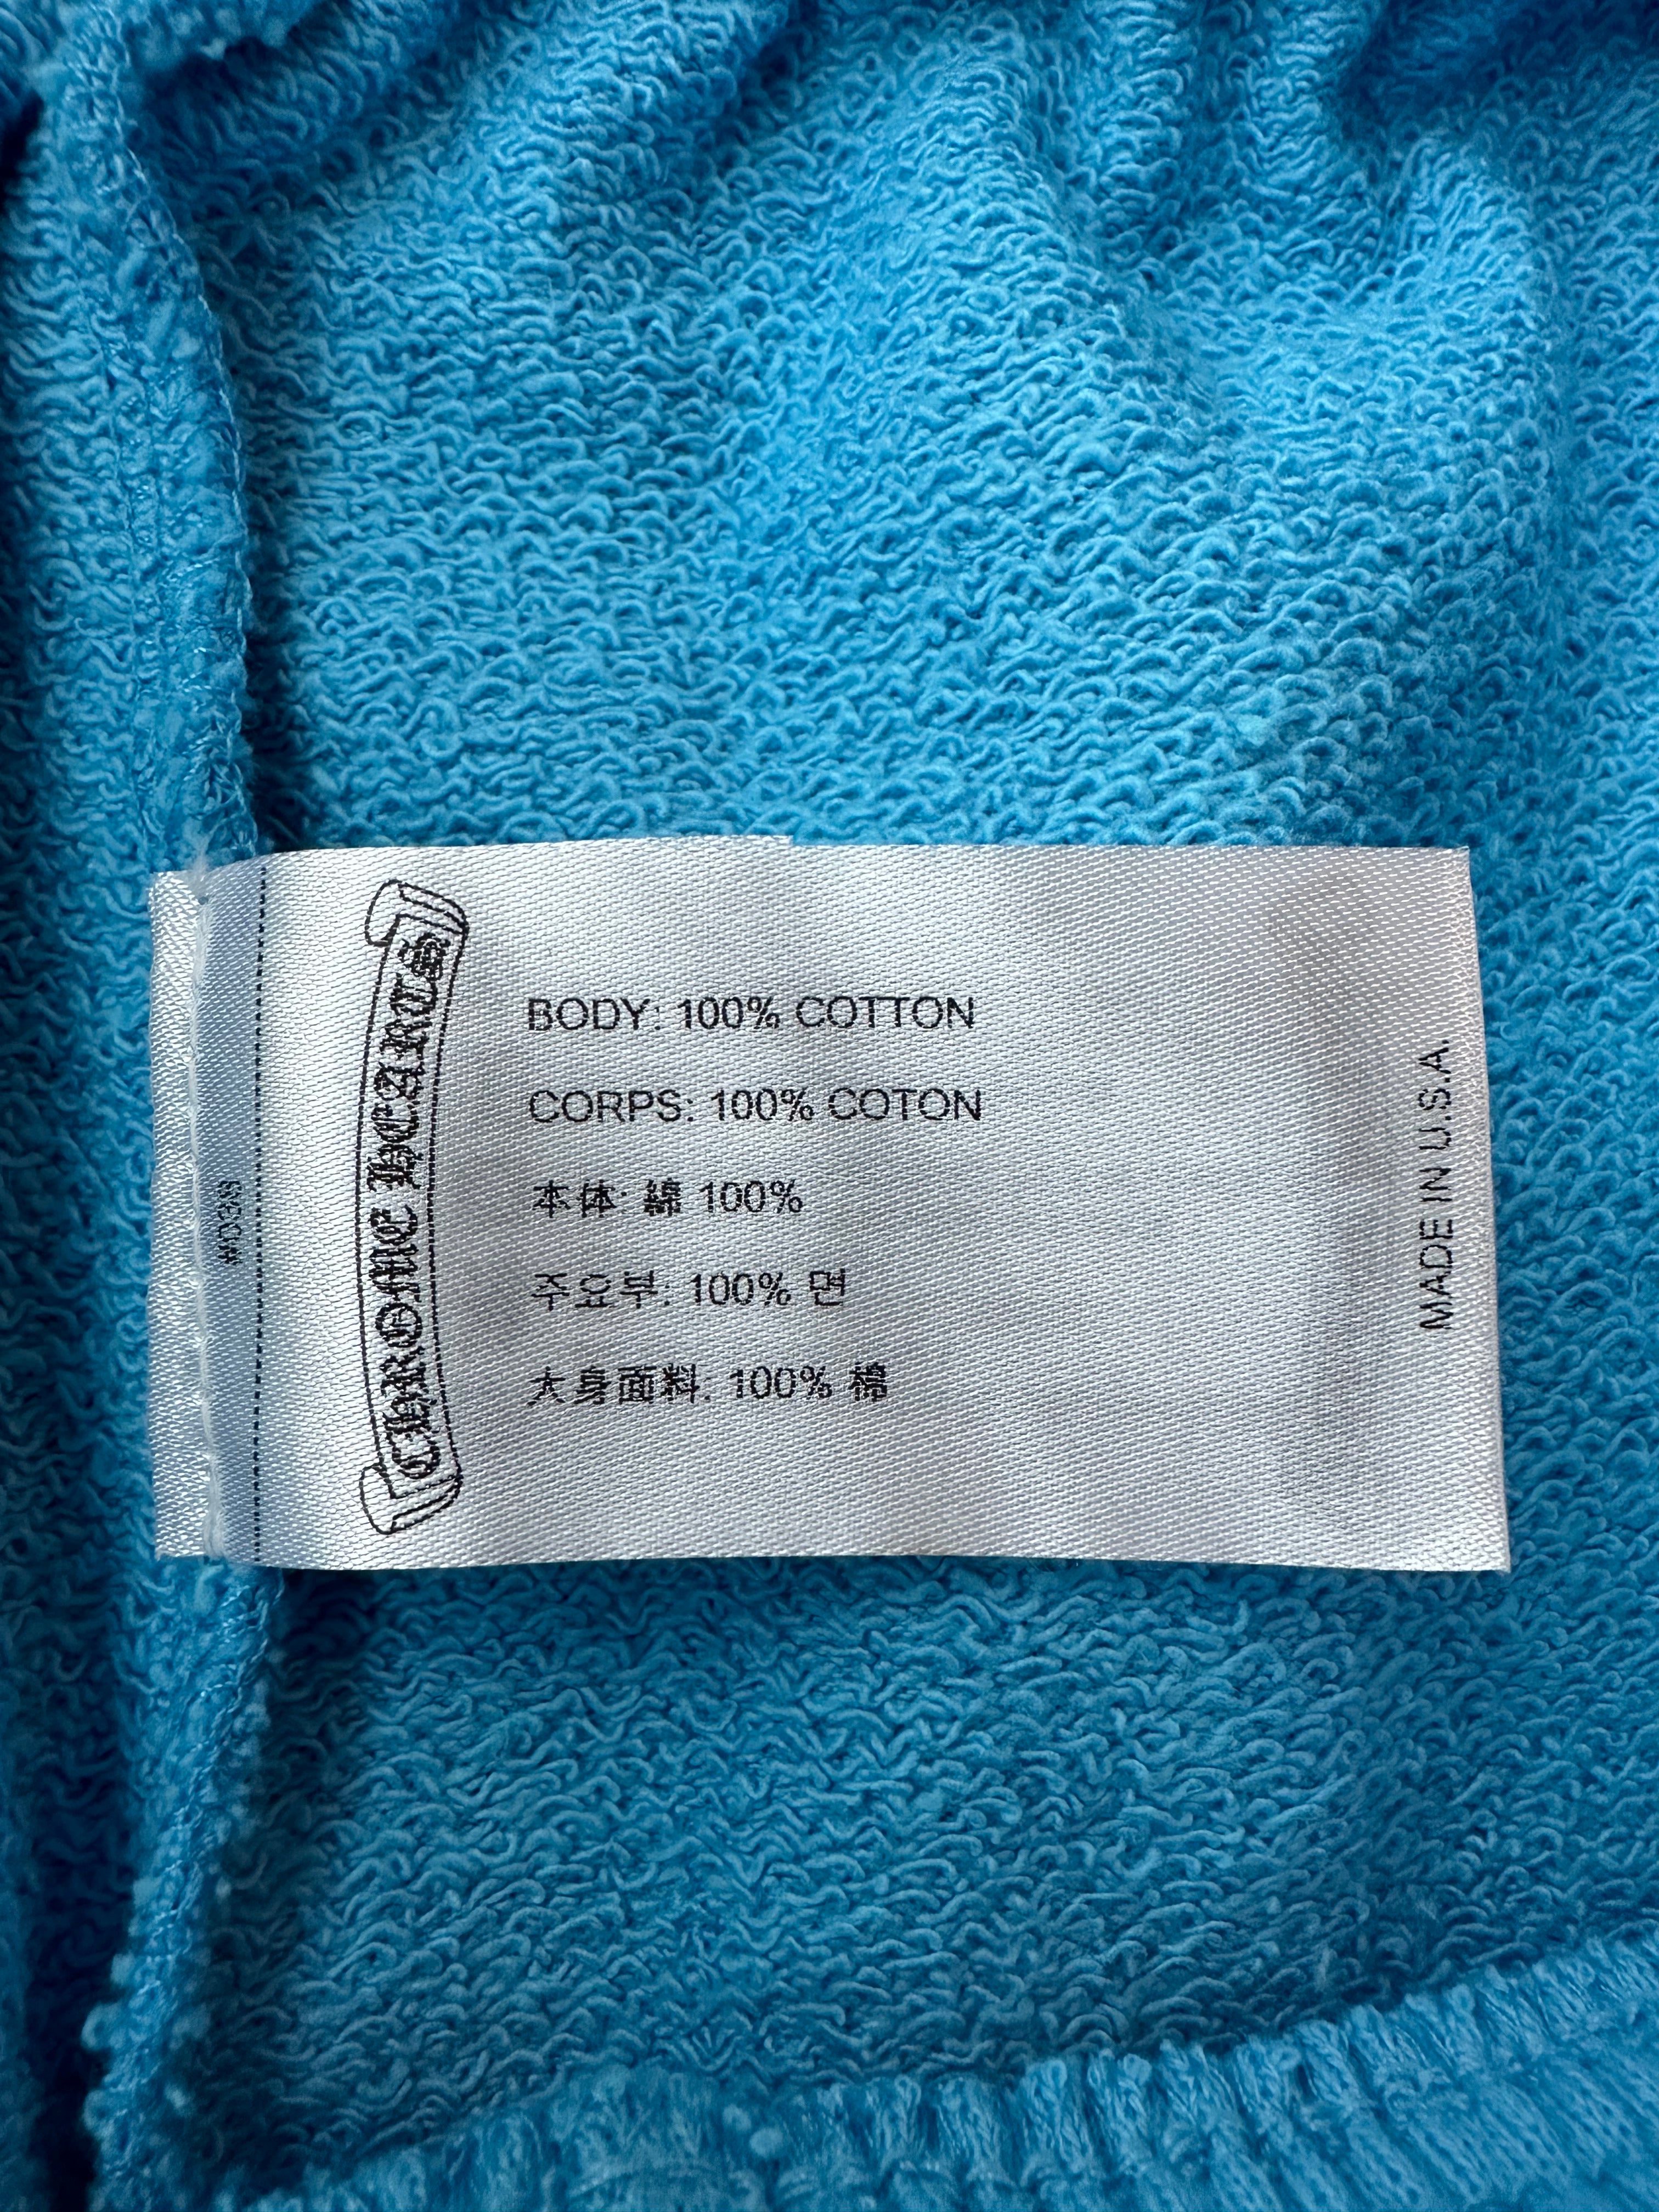 #039
CHROME HEARTS
BODY: 100% COTTON
CORPS: 100% COTON
本体: 綿 100%
주요부: 100% 면
大身面料: 100% 棉
MADE IN U.S.A.